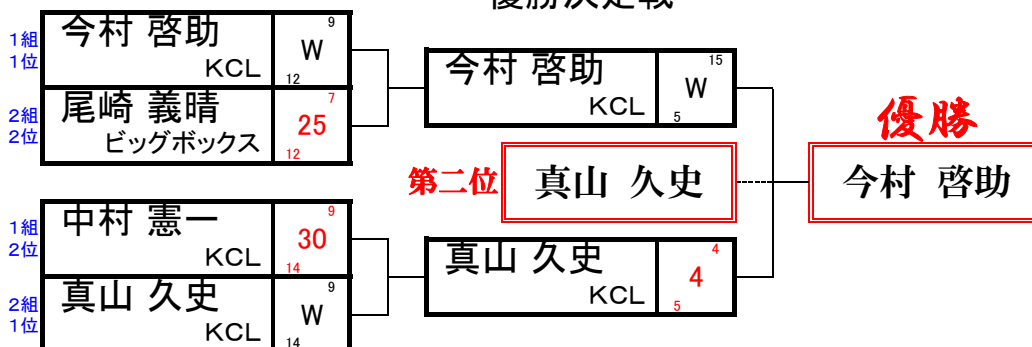 優勝決定戦
1組
1位
今村 啓助
KCL
9
W
12
2組
2位
尾崎 義晴
ビッグボックス
7
25
12
今村 啓助
KCL
15
W
5
優勝
今村 啓助
第二位
真山 久史
1組
2位
中村 憲一
KCL
9
30
14
2組
1位
真山 久史
KCL
9
W
14
真山 久史
KCL
4
4
5